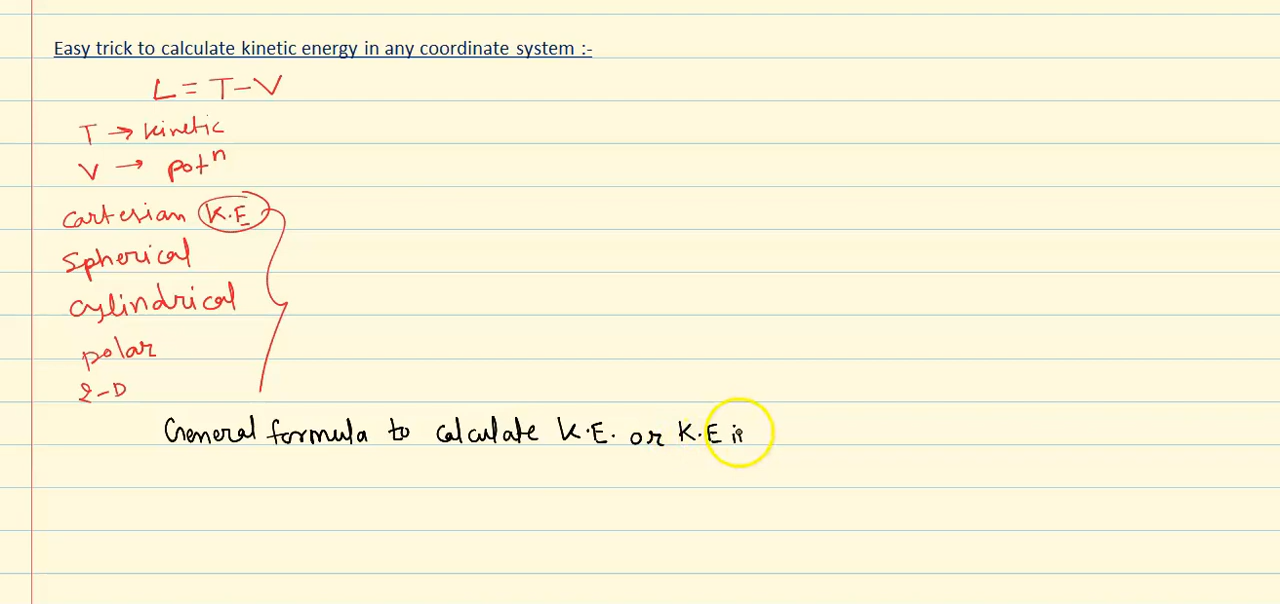 Easy trick to calculate kinetic energy in any coordinate system :-
L = T - V
T → kinetic
V → potⁿ
cartesian K.E
Spherical
cylindrical
polar
2-D
General formula to calculate K.E. or K.E is